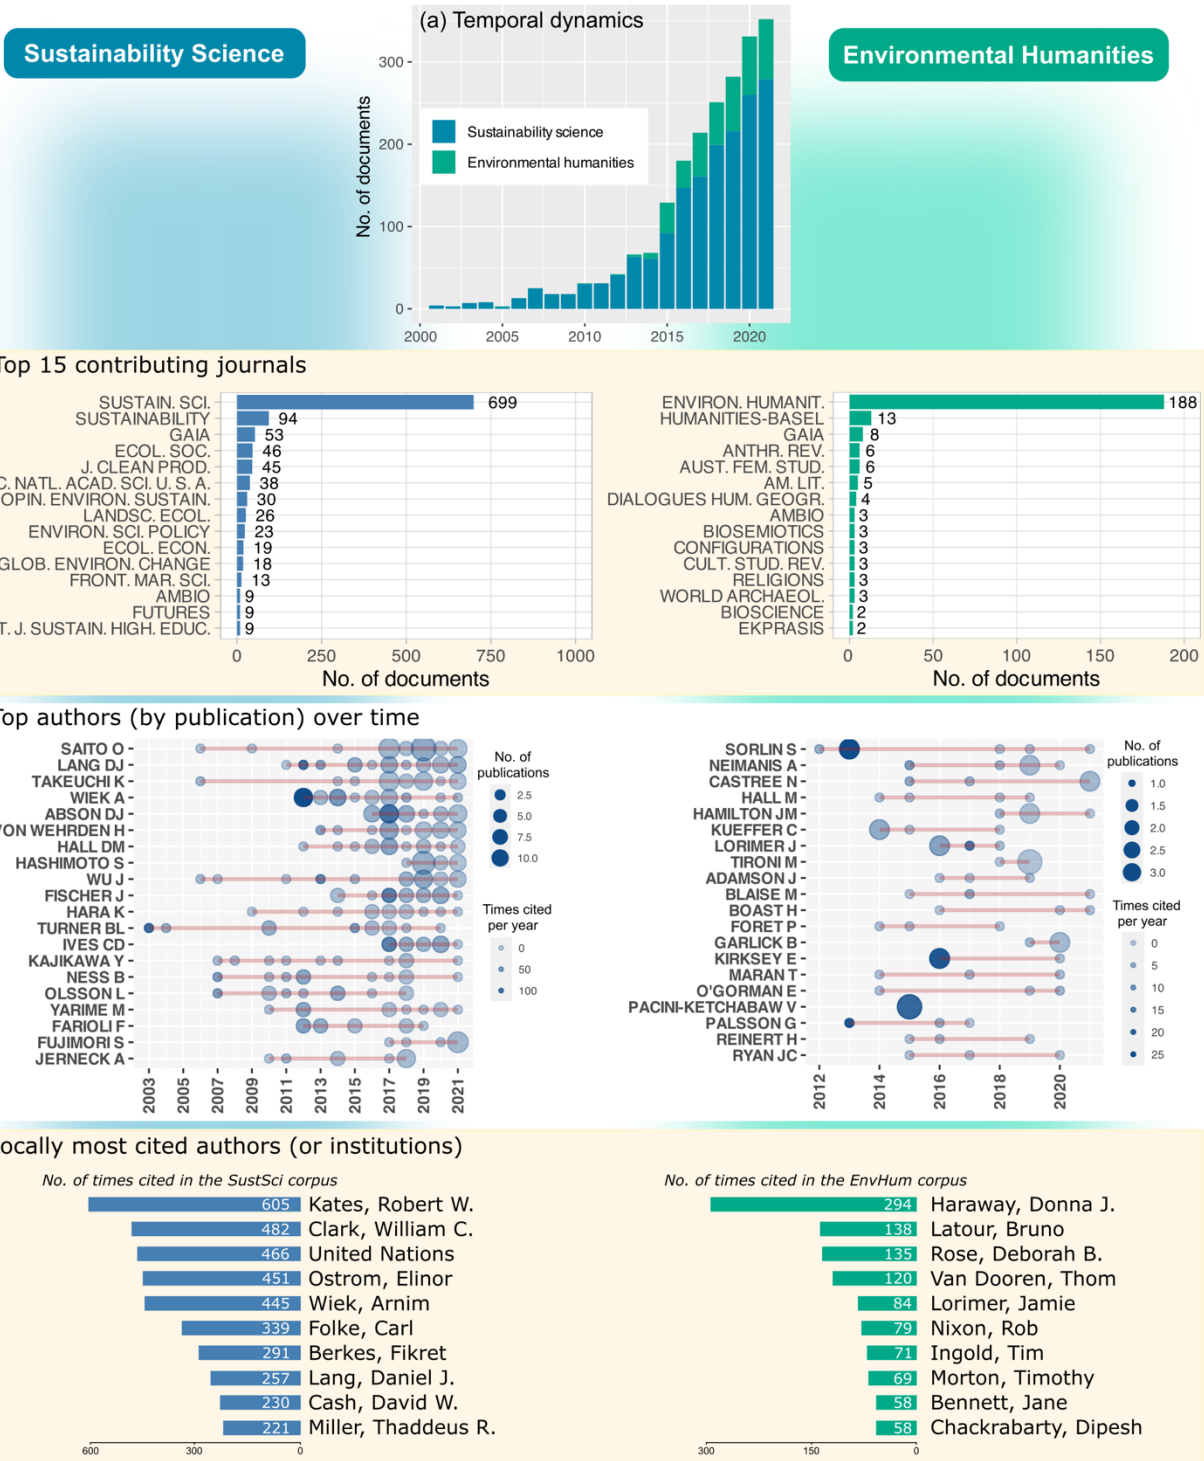 Sustainability Science
(a) Temporal dynamics
Environmental Humanities
No. of documents
300
200
100
0
Sustainability science
Environmental humanities
2000 2005 2010 2015 2020
Top 15 contributing journals
SUSTAIN. SCI. 699
SUSTAINABILITY 94
GAIA 53
ECOL. SOC. 46
J. CLEAN PROD. 45
C. NATL. ACAD. SCI. U. S. A. 38
OPIN. ENVIRON. SUSTAIN. 30
LANDSC. ECOL. 26
ENVIRON. SCI. POLICY 23
ECOL. ECON. 19
GLOB. ENVIRON. CHANGE 18
FRONT. MAR. SCI. 13
AMBIO 9
FUTURES 9
T. J. SUSTAIN. HIGH. EDUC. 9
0 250 500 750 1000
No. of documents
ENVIRON. HUMANIT. 188
HUMANITIES-BASEL 13
GAIA 8
ANTHR. REV. 6
AUST. FEM. STUD. 6
AM. LIT. 5
DIALOGUES HUM. GEOGR. 4
AMBIO 3
BIOSEMIOTICS 3
CONFIGURATIONS 3
CULT. STUD. REV. 3
RELIGIONS 3
WORLD ARCHAEOL. 3
BIOSCIENCE 2
EKPRASIS 2
0 50 100 150 200
No. of documents
Top authors (by publication) over time
SAITO O
LANG DJ
TAKEUCHI K
WIEK A
ABSON DJ
VON WEHRDEN H
HALL DM
HASHIMOTO S
WU J
FISCHER J
HARA K
TURNER BL
IVES CD
KAJIKAWA Y
NESS B
OLSSON L
YARIME M
FARIOLI F
FUJIMORI S
JERNECK A
2003 2005 2007 2009 2011 2013 2015 2017 2019 2021
No. of
publications
2.5
5.0
7.5
10.0
Times cited
per year
0
50
100
SORLIN S
NEIMANIS A
CASTREE N
HALL M
HAMILTON JM
KUEFFER C
LORIMER J
TIRONI M
ADAMSON J
BLAISE M
BOAST H
FORET P
GARLICK B
KIRKSEY E
MARAN T
O'GORMAN E
PACINI-KETCHABAW V
PALSSON G
REINERT H
RYAN JC
2012 2014 2016 2018 2020
No. of
publications
1.0
1.5
2.0
2.5
3.0
Times cited
per year
0
5
10
15
20
25
ocally most cited authors (or institutions)
No. of times cited in the SustSci corpus
605 Kates, Robert W.
482 Clark, William C.
466 United Nations
451 Ostrom, Elinor
445 Wiek, Arnim
339 Folke, Carl
291 Berkes, Fikret
257 Lang, Daniel J.
230 Cash, David W.
221 Miller, Thaddeus R.
600 300 0
No. of times cited in the EnvHum corpus
294 Haraway, Donna J.
138 Latour, Bruno
135 Rose, Deborah B.
120 Van Dooren, Thom
84 Lorimer, Jamie
79 Nixon, Rob
71 Ingold, Tim
69 Morton, Timothy
58 Bennett, Jane
58 Chackrabarty, Dipesh
300 150 0